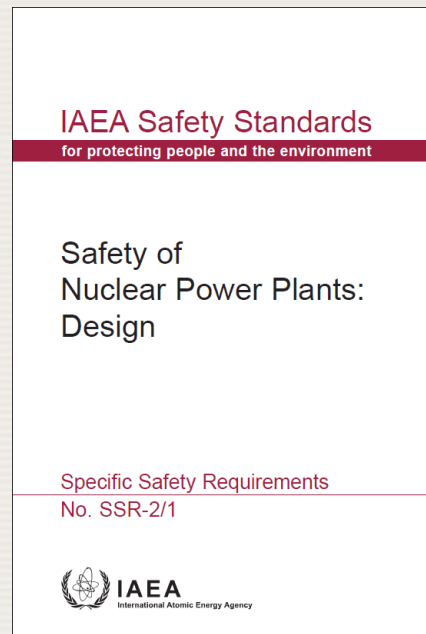 IAEA Safety Standards
for protecting people and the environment
Safety of
Nuclear Power Plants:
Design
Specific Safety Requirements
No. SSR-2/1
IAEA
International Atomic Energy Agency